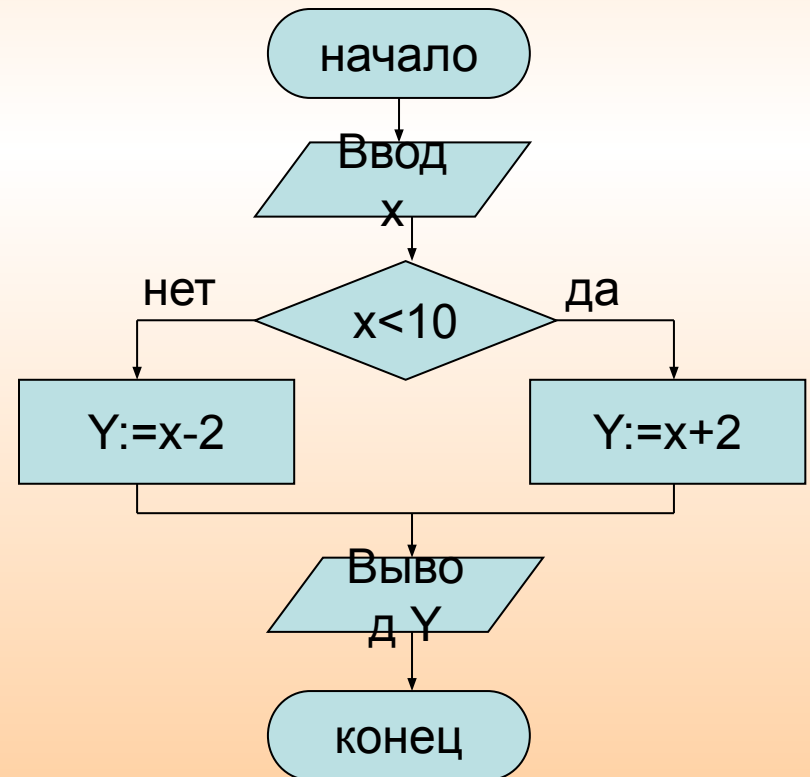 начало
Ввод
x
нет
да
x<10
Y:=x-2
Y:=x+2
Выво
д Y
конец